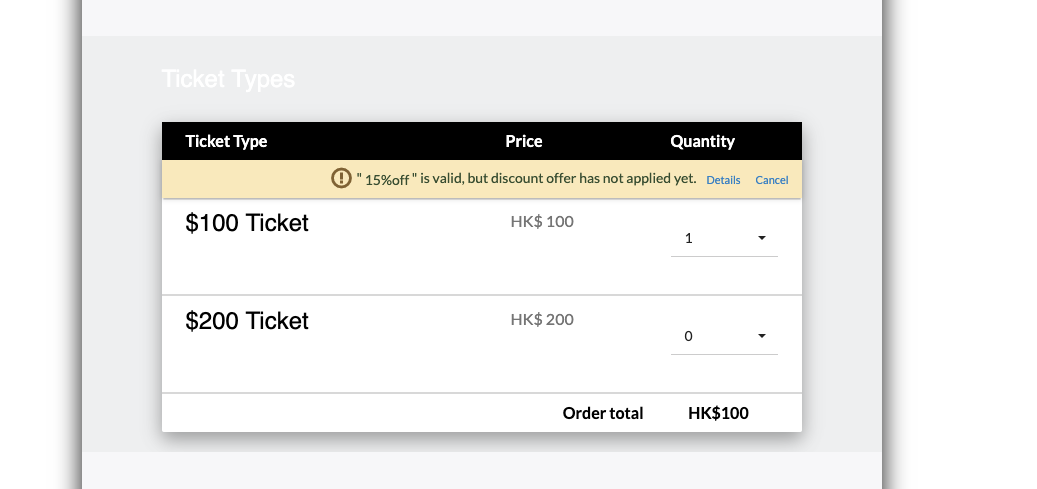 Ticket Types
Ticket Type Price Quantity
" 15%off " is valid, but discount offer has not applied yet. Details Cancel
$100 Ticket HK$ 100 1
$200 Ticket HK$ 200 0
Order total HK$100